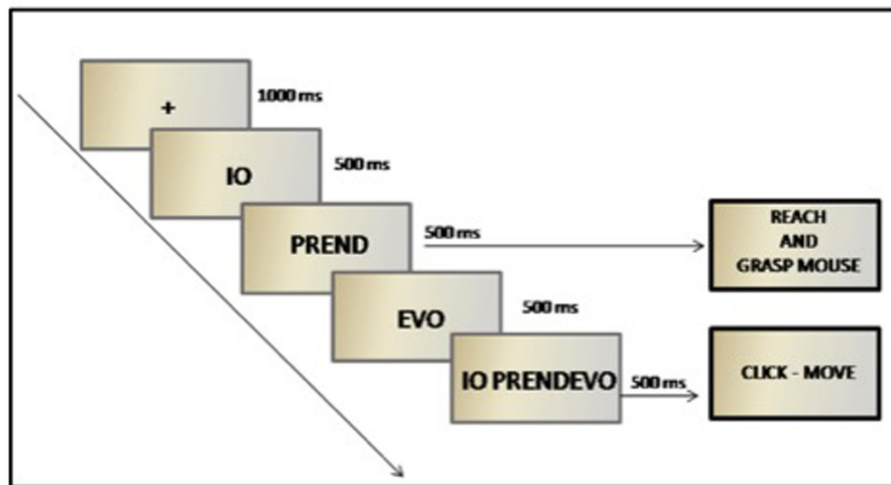 +
1000 ms
IO
500 ms
PREND
500 ms
REACH
AND
GRASP MOUSE
EVO
500 ms
IO PRENDEVO
500 ms
CLICK - MOVE